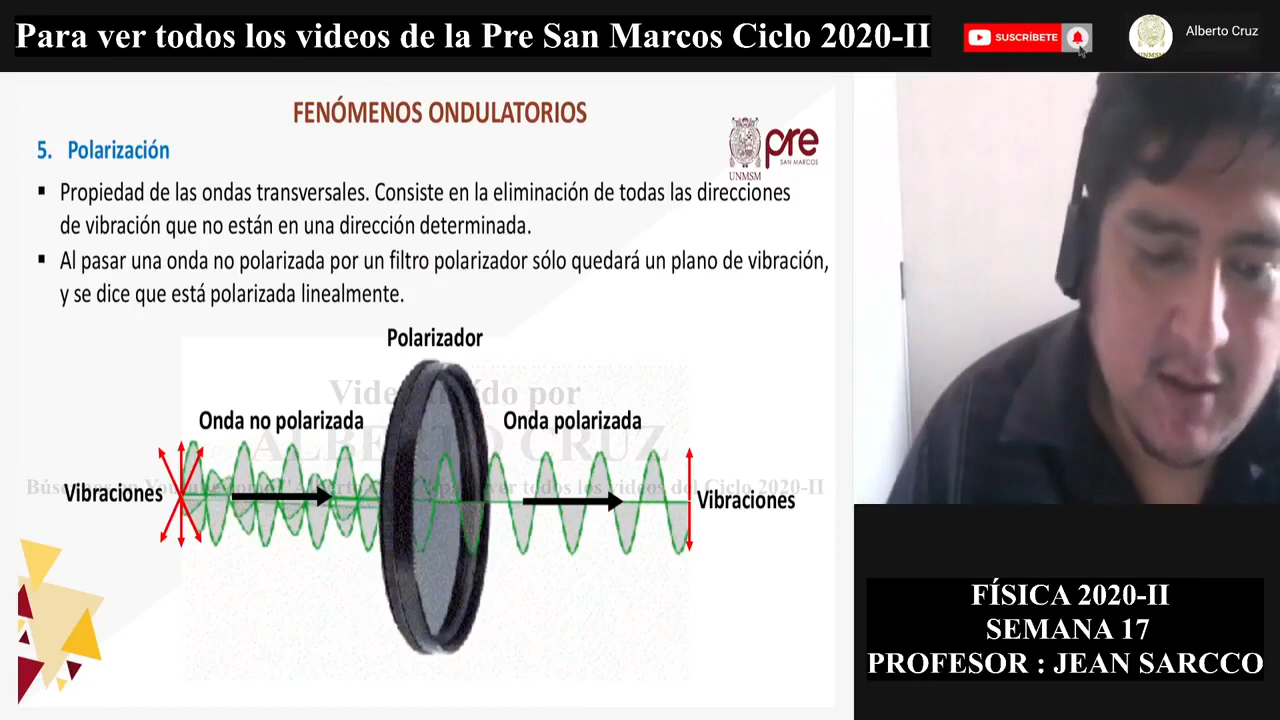 Para ver todos los videos de la Pre San Marcos Ciclo 2020-II
SUSCRÍBETE
Alberto Cruz
UNMSM
FENÓMENOS ONDULATORIOS
pre
SAN MARCOS
UNMSM
5. Polarización
▪ Propiedad de las ondas transversales. Consiste en la eliminación de todas las direcciones
de vibración que no están en una dirección determinada.
▪ Al pasar una onda no polarizada por un filtro polarizador sólo quedará un plano de vibración,
y se dice que está polarizada linealmente.
Polarizador
Onda no polarizada
Onda polarizada
ALBERTO CRUZ
Vibraciones
Vibraciones
FÍSICA 2020-II
SEMANA 17
PROFESOR : JEAN SARCCO